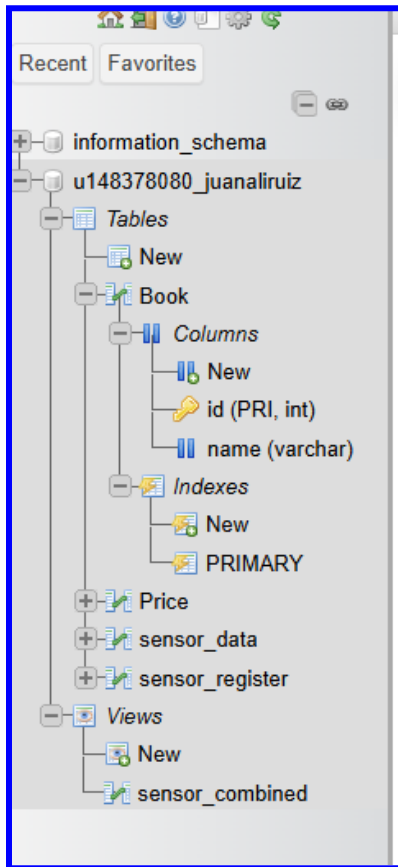 Recent Favorites
information_schema
u148378080_juanaliruiz
Tables
New
Book
Columns
New
id (PRI, int)
name (varchar)
Indexes
New
PRIMARY
Price
sensor_data
sensor_register
Views
New
sensor_combined